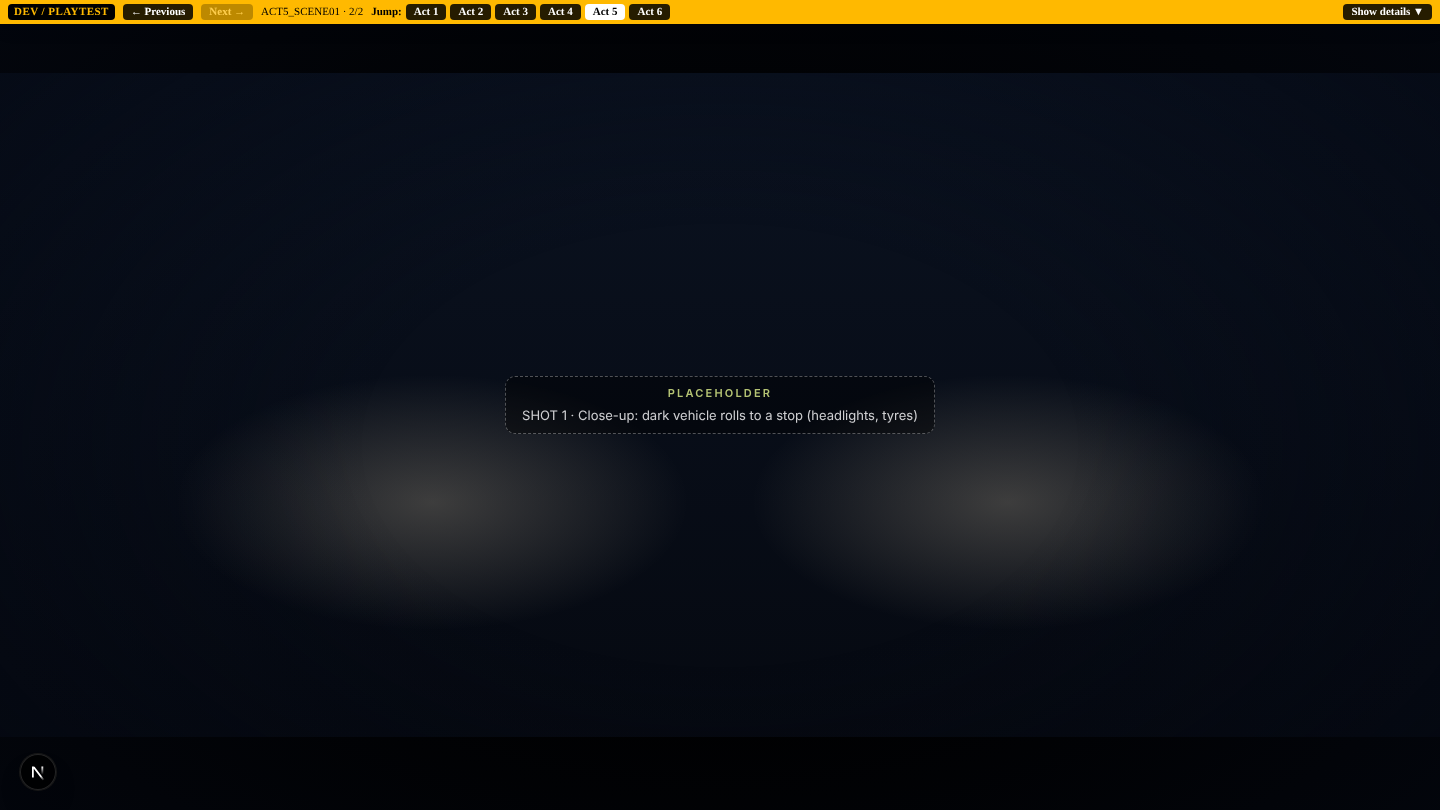 DEV / PLAYTEST ← Previous Next → ACT5_SCENE01 · 2/2 Jump: Act 1 Act 2 Act 3 Act 4 Act 5 Act 6 Show details ▼
PLACEHOLDER
SHOT 1 · Close-up: dark vehicle rolls to a stop (headlights, tyres)
N